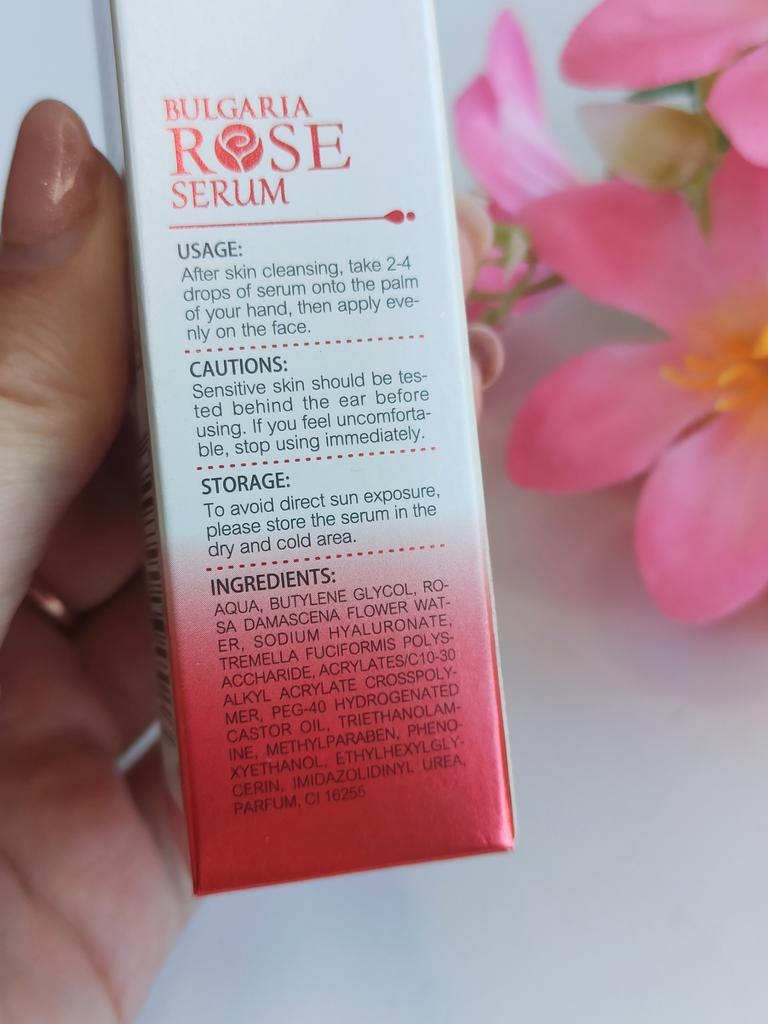 BULGARIA
ROSE
SERUM
USAGE:
After skin cleansing, take 2-4
drops of serum onto the palm
of your hand, then apply eve-
nly on the face.
CAUTIONS:
Sensitive skin should be tes-
ted behind the ear before
using. If you feel uncomforta-
ble, stop using immediately.
STORAGE:
To avoid direct sun exposure,
please store the serum in the
dry and cold area.
INGREDIENTS:
AQUA, BUTYLENE GLYCOL, RO-
SA DAMASCENA FLOWER WAT-
ER, SODIUM HYALURONATE,
TREMELLA FUCIFORMIS POLYS-
ACCHARIDE, ACRYLATES/C10-30
ALKYL ACRYLATE CROSSPOLY-
MER, PEG-40 HYDROGENATED
CASTOR OIL, TRIETHANOLAM-
INE, METHYLPARABEN, PHENO-
XYETHANOL, ETHYLHEXYLGLY-
CERIN, IMIDAZOLIDINYL UREA,
PARFUM, CI 16255